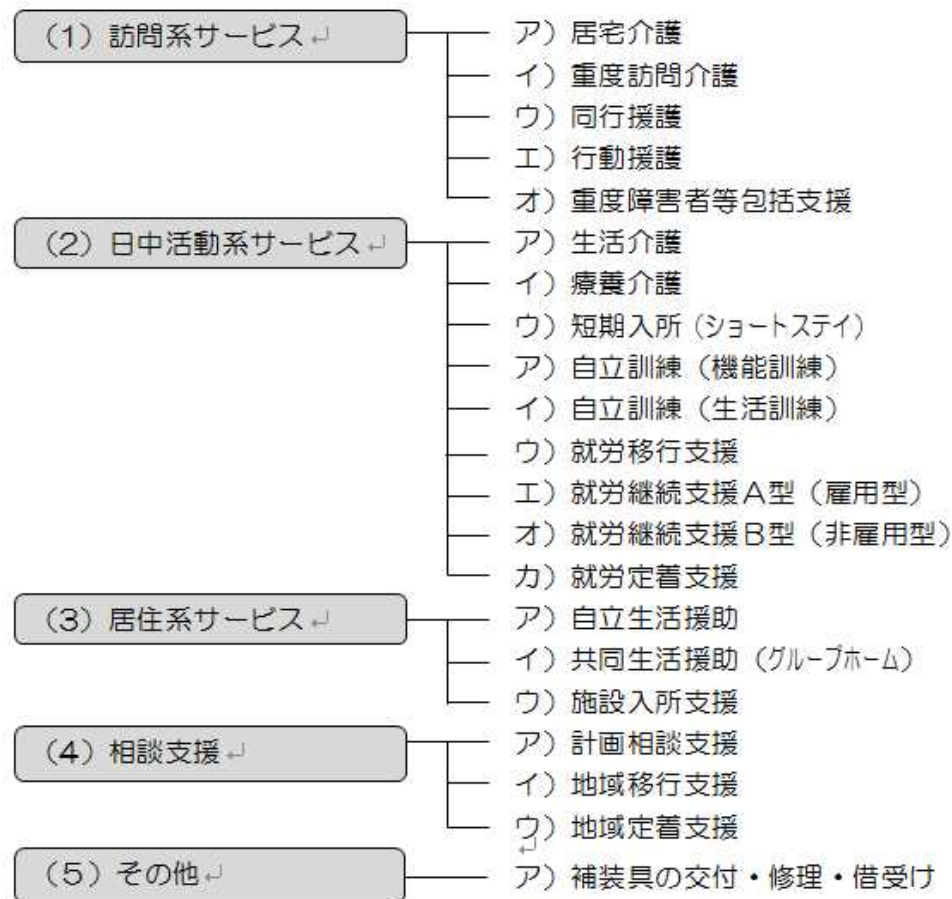 （1）訪問系サービス↵
ア）居宅介護
イ）重度訪問介護
ウ）同行援護
エ）行動援護
オ）重度障害者等包括支援
（2）日中活動系サービス↵
ア）生活介護
イ）療養介護
ウ）短期入所（ショートステイ）
ア）自立訓練（機能訓練）
イ）自立訓練（生活訓練）
ウ）就労移行支援
エ）就労継続支援A型（雇用型）
オ）就労継続支援B型（非雇用型）
カ）就労定着支援
（3）居住系サービス↵
ア）自立生活援助
イ）共同生活援助（グループホーム）
ウ）施設入所支援
（4）相談支援↵
ア）計画相談支援
イ）地域移行支援
ウ）地域定着支援
↵
（5）その他↵
ア）補装具の交付・修理・借受け